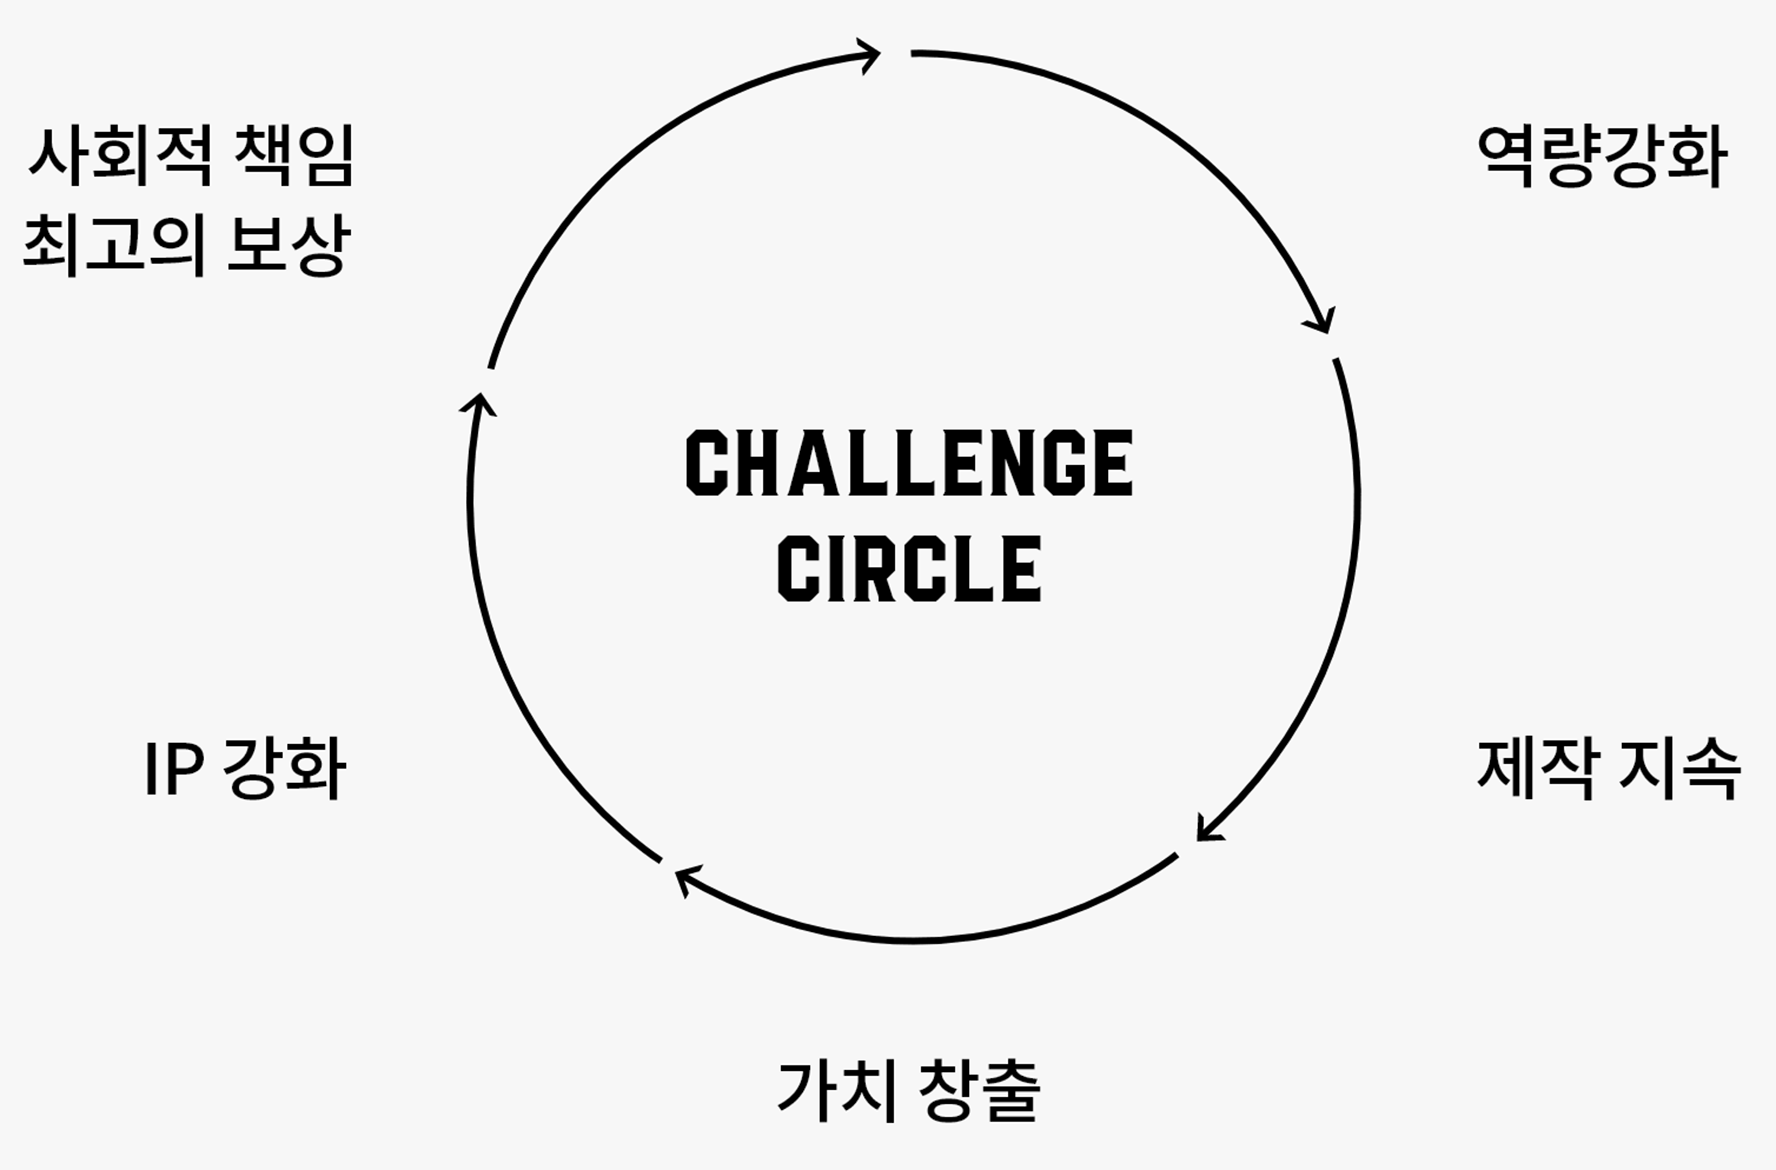 사회적 책임
최고의 보상
역량강화
CHALLENGE
CIRCLE
IP 강화
제작 지속
가치 창출